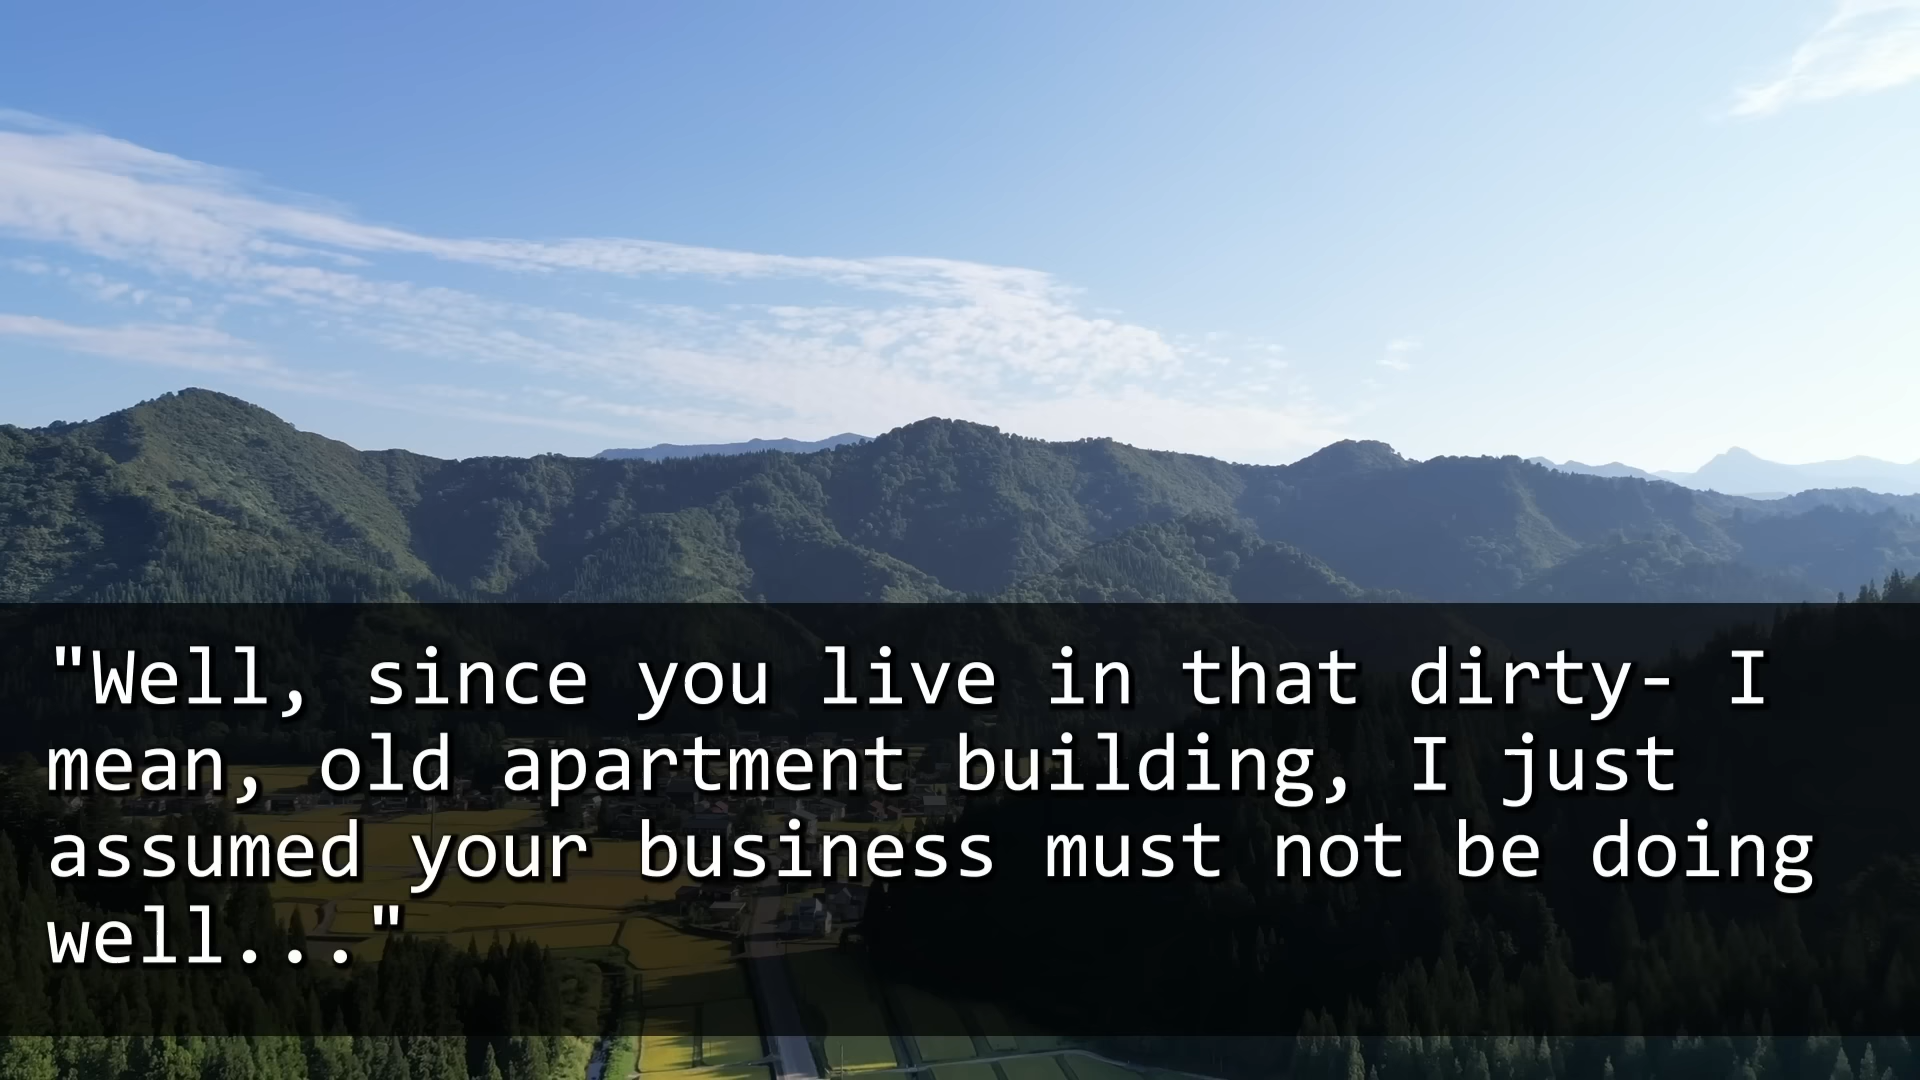 "Well, since you live in that dirty- I
mean, old apartment building, I just
assumed your business must not be doing
well..."